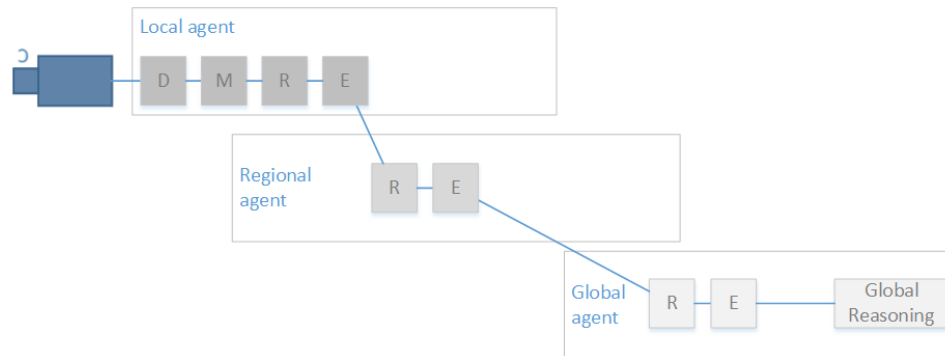 Local agent
D M R E
Regional
agent
R E
Global
agent
R E
Global
Reasoning